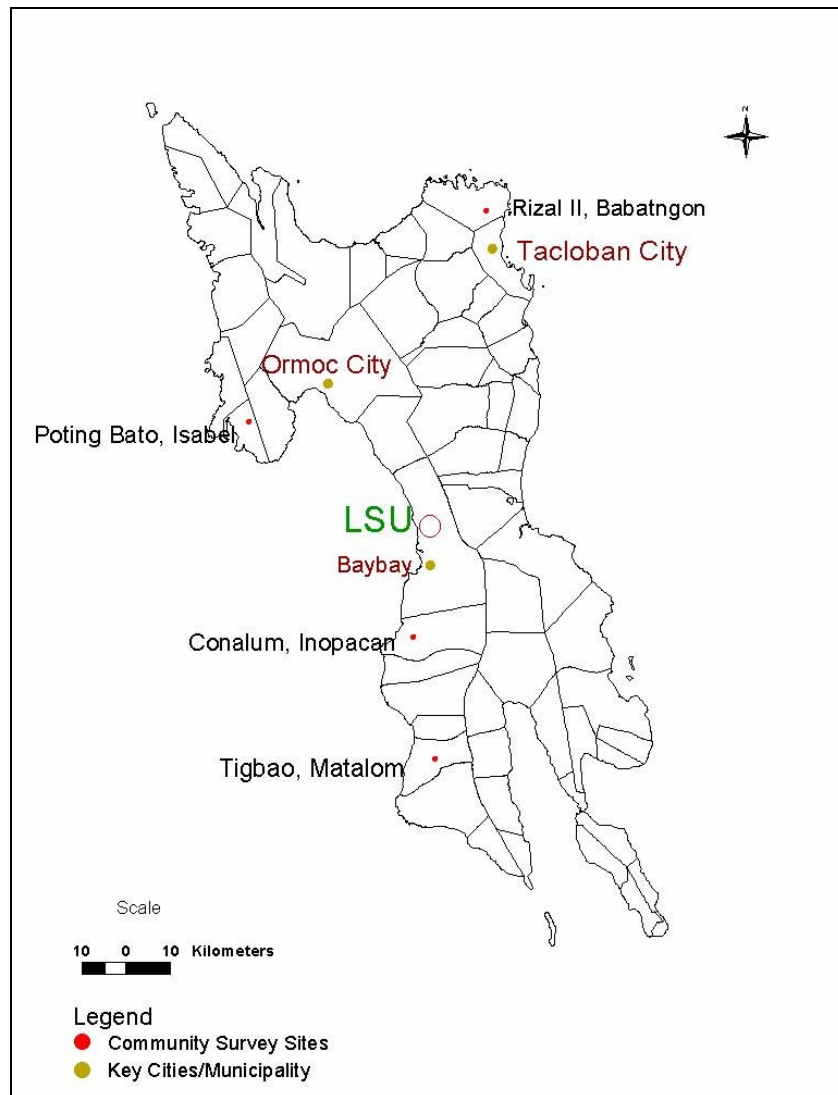 N
Rizal II, Babatngon
Tacloban City
Ormoc City
Poting Bato, Isabel
LSU
Baybay
Conalum, Inopacan
Tigbao, Matalom
Scale
10 0 10 Kilometers
Legend
Community Survey Sites
Key Cities/Municipality